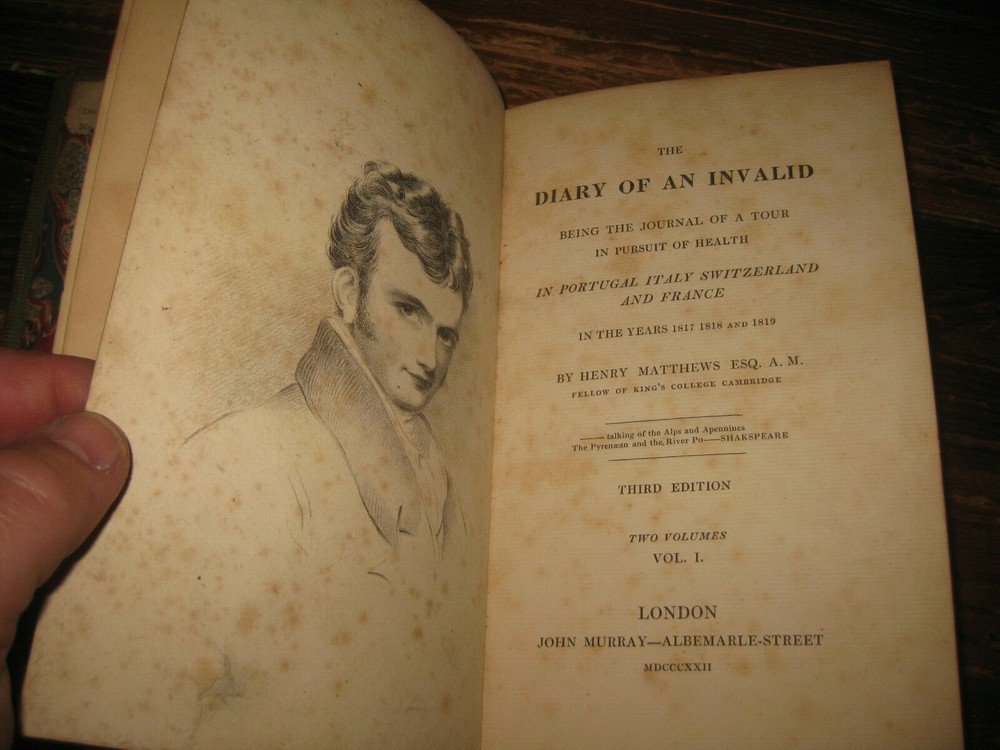 THE
DIARY OF AN INVALID
BEING THE JOURNAL OF A TOUR
IN PURSUIT OF HEALTH
IN PORTUGAL ITALY SWITZERLAND
AND FRANCE
IN THE YEARS 1817 1818 AND 1819
BY HENRY MATTHEWS ESQ. A. M.
FELLOW OF KING'S COLLEGE CAMBRIDGE
—— talking of the Alps and Apennines
The Pyrenæan and the River Po——SHAKSPEARE
THIRD EDITION
TWO VOLUMES
VOL. I.
LONDON
JOHN MURRAY—ALBEMARLE-STREET
MDCCCXXII